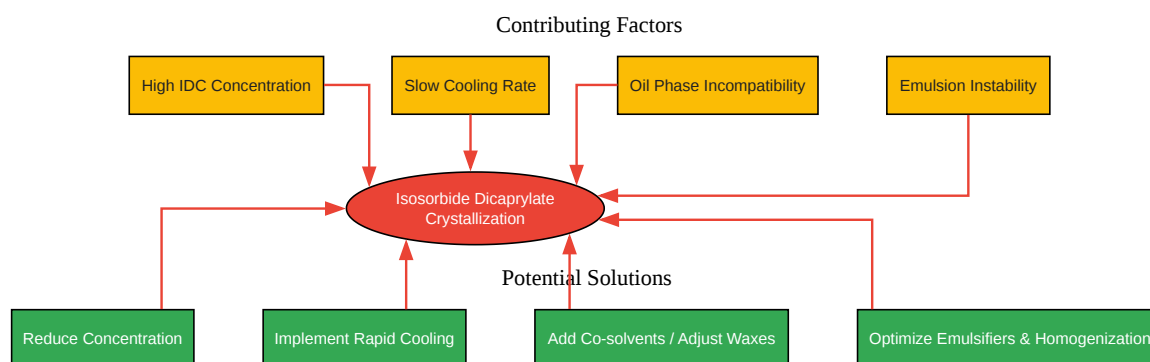 Contributing Factors
High IDC Concentration
Slow Cooling Rate
Oil Phase Incompatibility
Emulsion Instability
Isosorbide Dicaprylate
Crystallization
Potential Solutions
Reduce Concentration
Implement Rapid Cooling
Add Co-solvents / Adjust Waxes
Optimize Emulsifiers & Homogenization